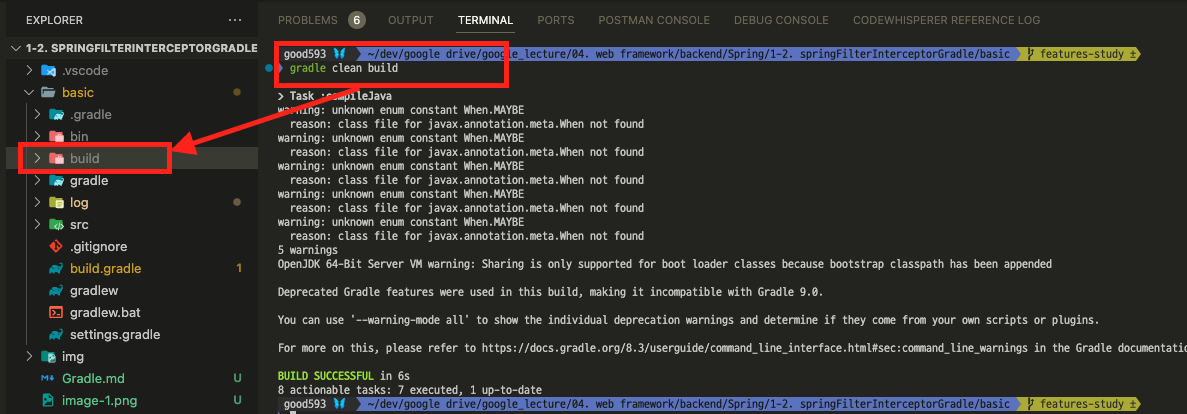 EXPLORER
1-2. SPRINGFILTERINTERCEPTORGRADLE
.vscode
basic
.gradle
bin
build
gradle
log
src
.gitignore
build.gradle 1
gradlew
gradlew.bat
settings.gradle
img
Gradle.md U
image-1.png U
PROBLEMS 6 OUTPUT TERMINAL PORTS POSTMAN CONSOLE DEBUG CONSOLE CODEWHISPERER REFERENCE LOG
good593 ~/dev/google drive/google_lecture/04. web framework/backend/Spring/1-2. springFilterInterceptorGradle/basic features-study ±
gradle clean build
> Task :compileJava
warning: unknown enum constant When.MAYBE
reason: class file for javax.annotation.meta.When not found
warning: unknown enum constant When.MAYBE
reason: class file for javax.annotation.meta.When not found
warning: unknown enum constant When.MAYBE
reason: class file for javax.annotation.meta.When not found
warning: unknown enum constant When.MAYBE
reason: class file for javax.annotation.meta.When not found
warning: unknown enum constant When.MAYBE
reason: class file for javax.annotation.meta.When not found
5 warnings
OpenJDK 64-Bit Server VM warning: Sharing is only supported for boot loader classes because bootstrap classpath has been appended
Deprecated Gradle features were used in this build, making it incompatible with Gradle 9.0.
You can use '--warning-mode all' to show the individual deprecation warnings and determine if they come from your own scripts or plugins.
For more on this, please refer to https://docs.gradle.org/8.3/userguide/command_line_interface.html#sec:command_line_warnings in the Gradle documentatio
BUILD SUCCESSFUL in 6s
8 actionable tasks: 7 executed, 1 up-to-date
good593 ~/dev/google drive/google_lecture/04. web framework/backend/Spring/1-2. springFilterInterceptorGradle/basic features-study ±